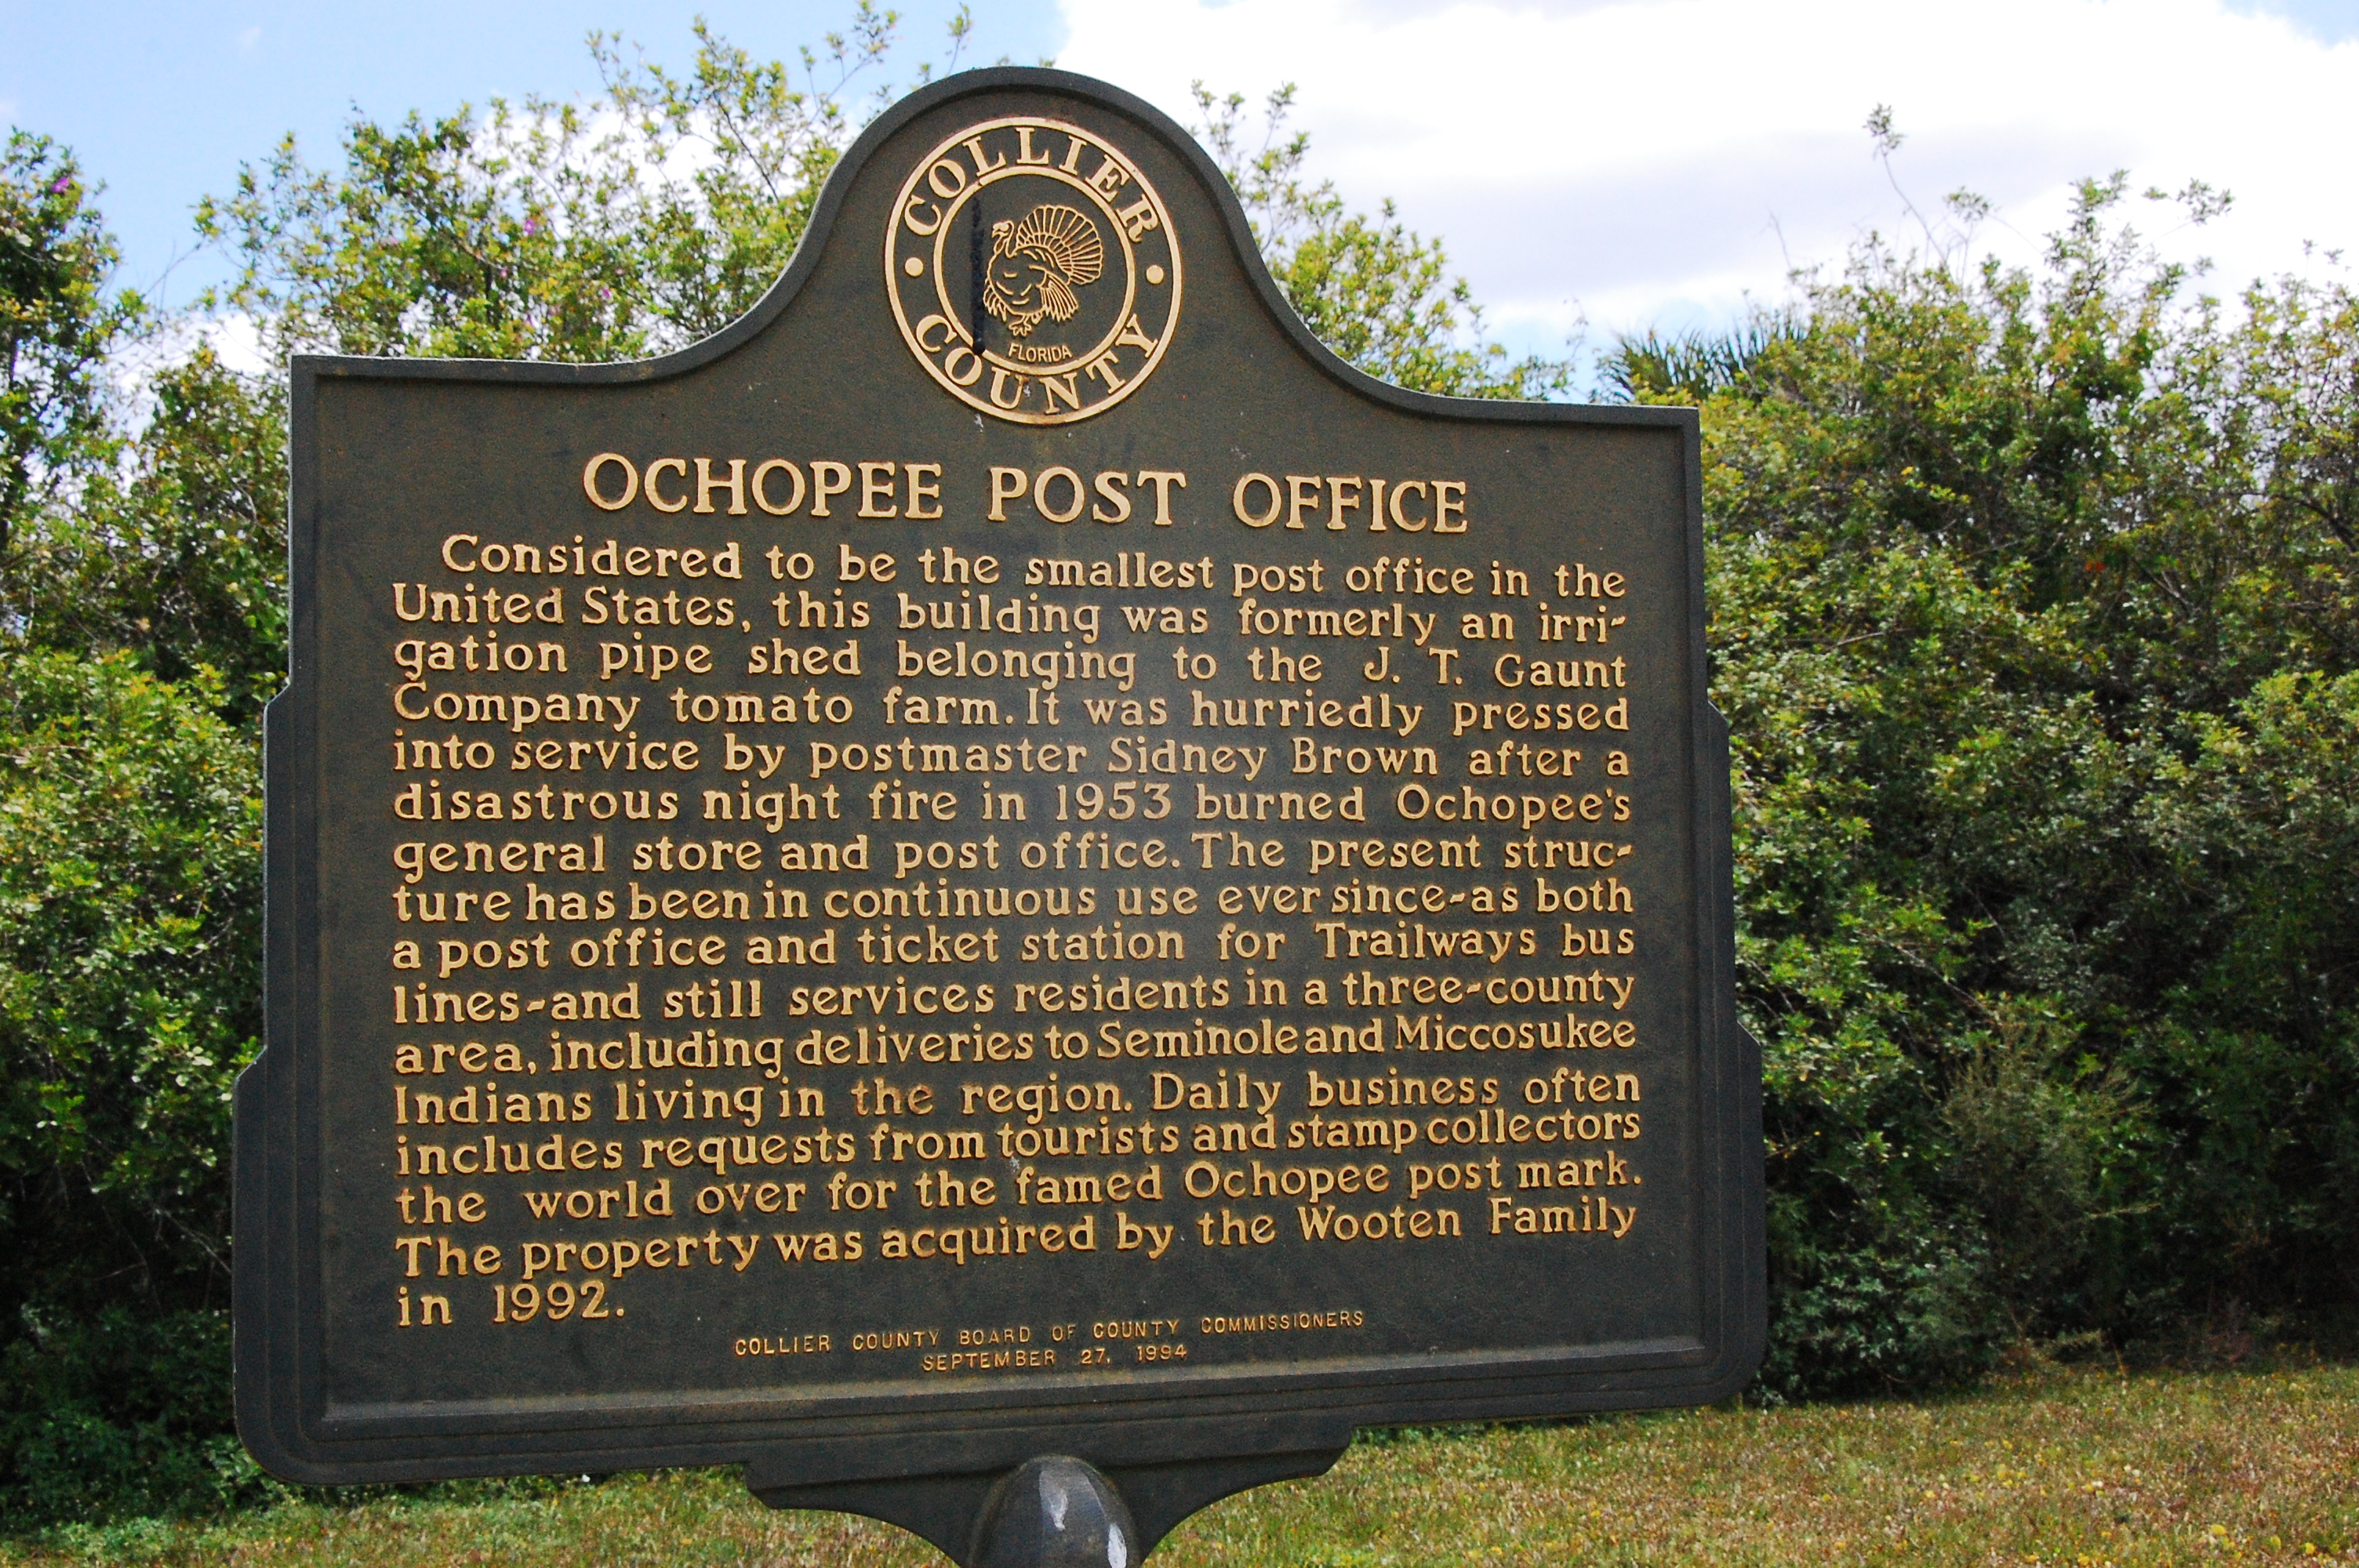 COLLIER
COUNTY
FLORIDA
OCHOPEE POST OFFICE
Considered to be the smallest post office in the
United States, this building was formerly an irri-
gation pipe shed belonging to the J. T. Gaunt
Company tomato farm. It was hurriedly pressed
into service by postmaster Sidney Brown after a
disastrous night fire in 1953 burned Ochopee's
general store and post office. The present struc-
ture has been in continuous use ever since-as both
a post office and ticket station for Trailways bus
lines-and still services residents in a three-county
area, including deliveries to Seminole and Miccosukee
Indians living in the region. Daily business often
includes requests from tourists and stamp collectors
the world over for the famed Ochopee post mark.
The property was acquired by the Wooten Family
in 1992.
COLLIER COUNTY BOARD OF COUNTY COMMISSIONERS
SEPTEMBER 27, 1994